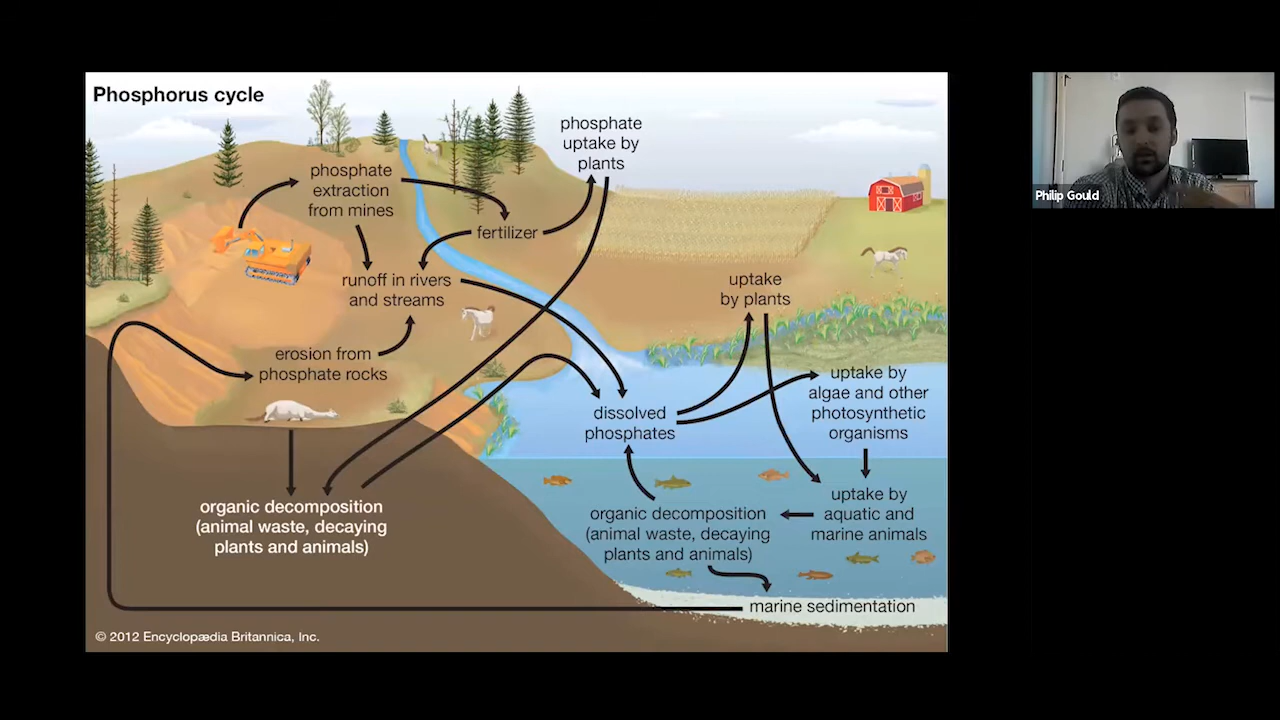 Phosphorus cycle
phosphate
uptake by
plants
phosphate
extraction
from mines
fertilizer
runoff in rivers
and streams
uptake
by plants
erosion from
phosphate rocks
uptake by
algae and other
photosynthetic
organisms
dissolved
phosphates
organic decomposition
(animal waste, decaying
plants and animals)
organic decomposition
(animal waste, decaying
plants and animals)
uptake by
aquatic and
marine animals
marine sedimentation
© 2012 Encyclopædia Britannica, Inc.
Philip Gould